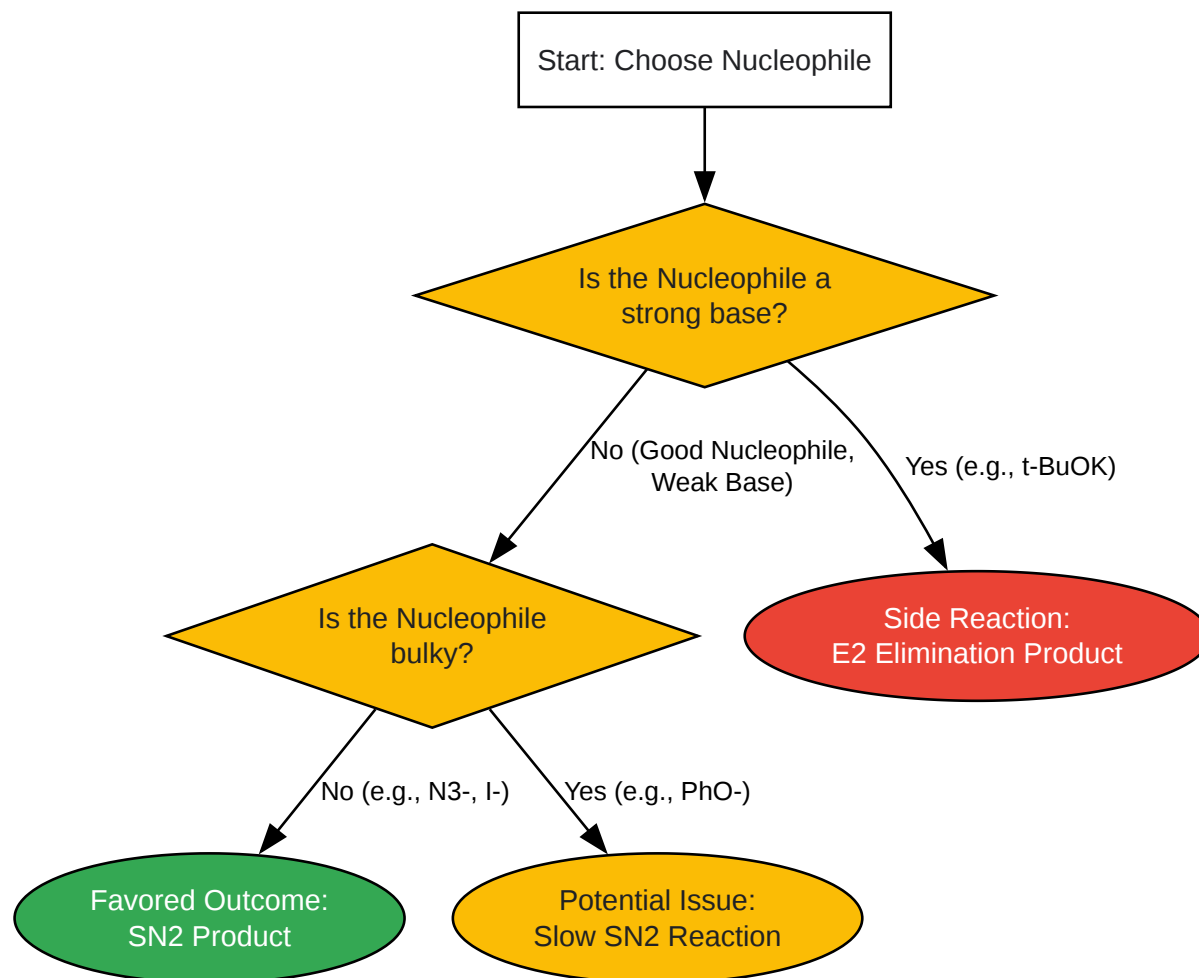 Start: Choose Nucleophile
Is the Nucleophile a
strong base?
No (Good Nucleophile,
Weak Base)
Yes (e.g., t-BuOK)
Is the Nucleophile
bulky?
Side Reaction:
E2 Elimination Product
No (e.g., N3-, I-)
Yes (e.g., PhO-)
Favored Outcome:
SN2 Product
Potential Issue:
Slow SN2 Reaction